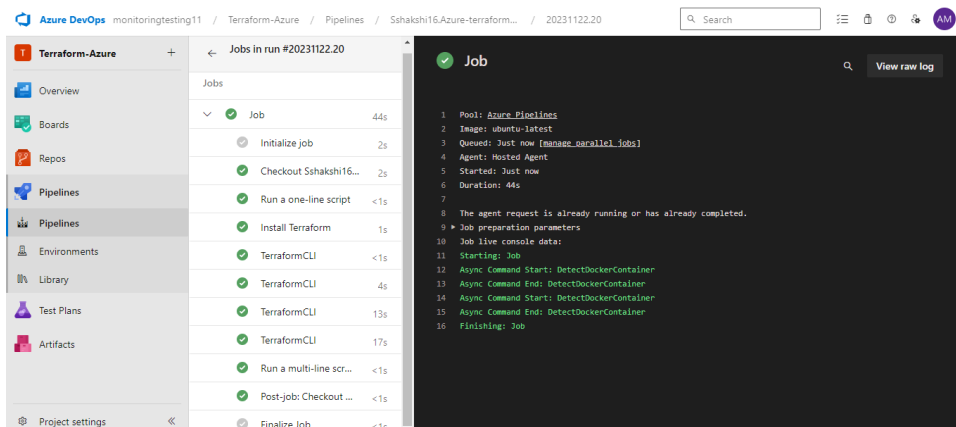 Azure DevOps monitoringtesting11 / Terraform-Azure / Pipelines / Sshakshi16.Azure-terraform... / 20231122.20
Search
AM
T Terraform-Azure +
Overview
Boards
Repos
Pipelines
Pipelines
Environments
Library
Test Plans
Artifacts
Project settings
Jobs in run #20231122.20
Jobs
Job 44s
Initialize job 2s
Checkout Sshakshi16... 2s
Run a one-line script <1s
Install Terraform 1s
TerraformCLI <1s
TerraformCLI 4s
TerraformCLI 13s
TerraformCLI 17s
Run a multi-line scr... <1s
Post-job: Checkout ... <1s
Finalize Job <1s
Job
View raw log
1 Pool: Azure Pipelines
2 Image: ubuntu-latest
3 Queued: Just now [manage parallel jobs]
4 Agent: Hosted Agent
5 Started: Just now
6 Duration: 44s
7
8 The agent request is already running or has already completed.
9 Job preparation parameters
10 Job live console data:
11 Starting: Job
12 Async Command Start: DetectDockerContainer
13 Async Command End: DetectDockerContainer
14 Async Command Start: DetectDockerContainer
15 Async Command End: DetectDockerContainer
16 Finishing: Job